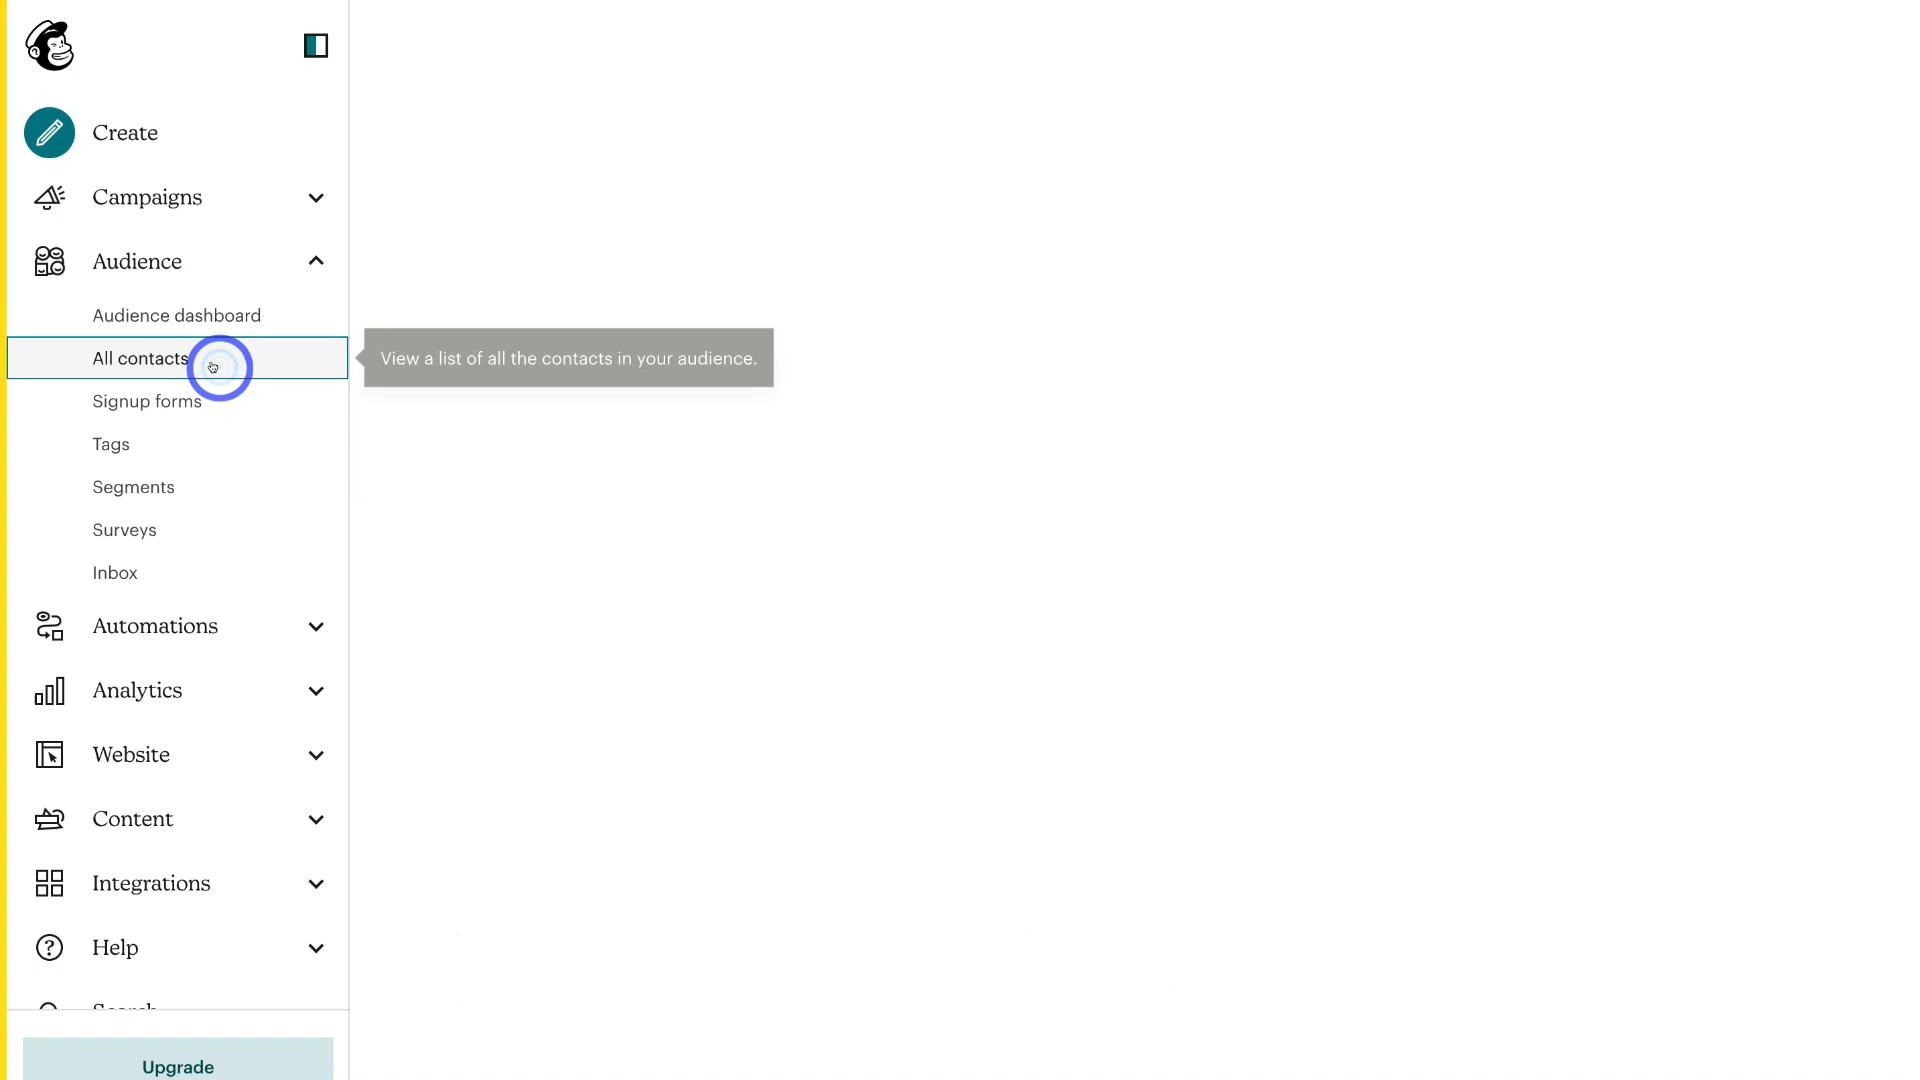 Create
Campaigns
Audience
Audience dashboard
All contacts
View a list of all the contacts in your audience.
Signup forms
Tags
Segments
Surveys
Inbox
Automations
Analytics
Website
Content
Integrations
Help
Search
Upgrade